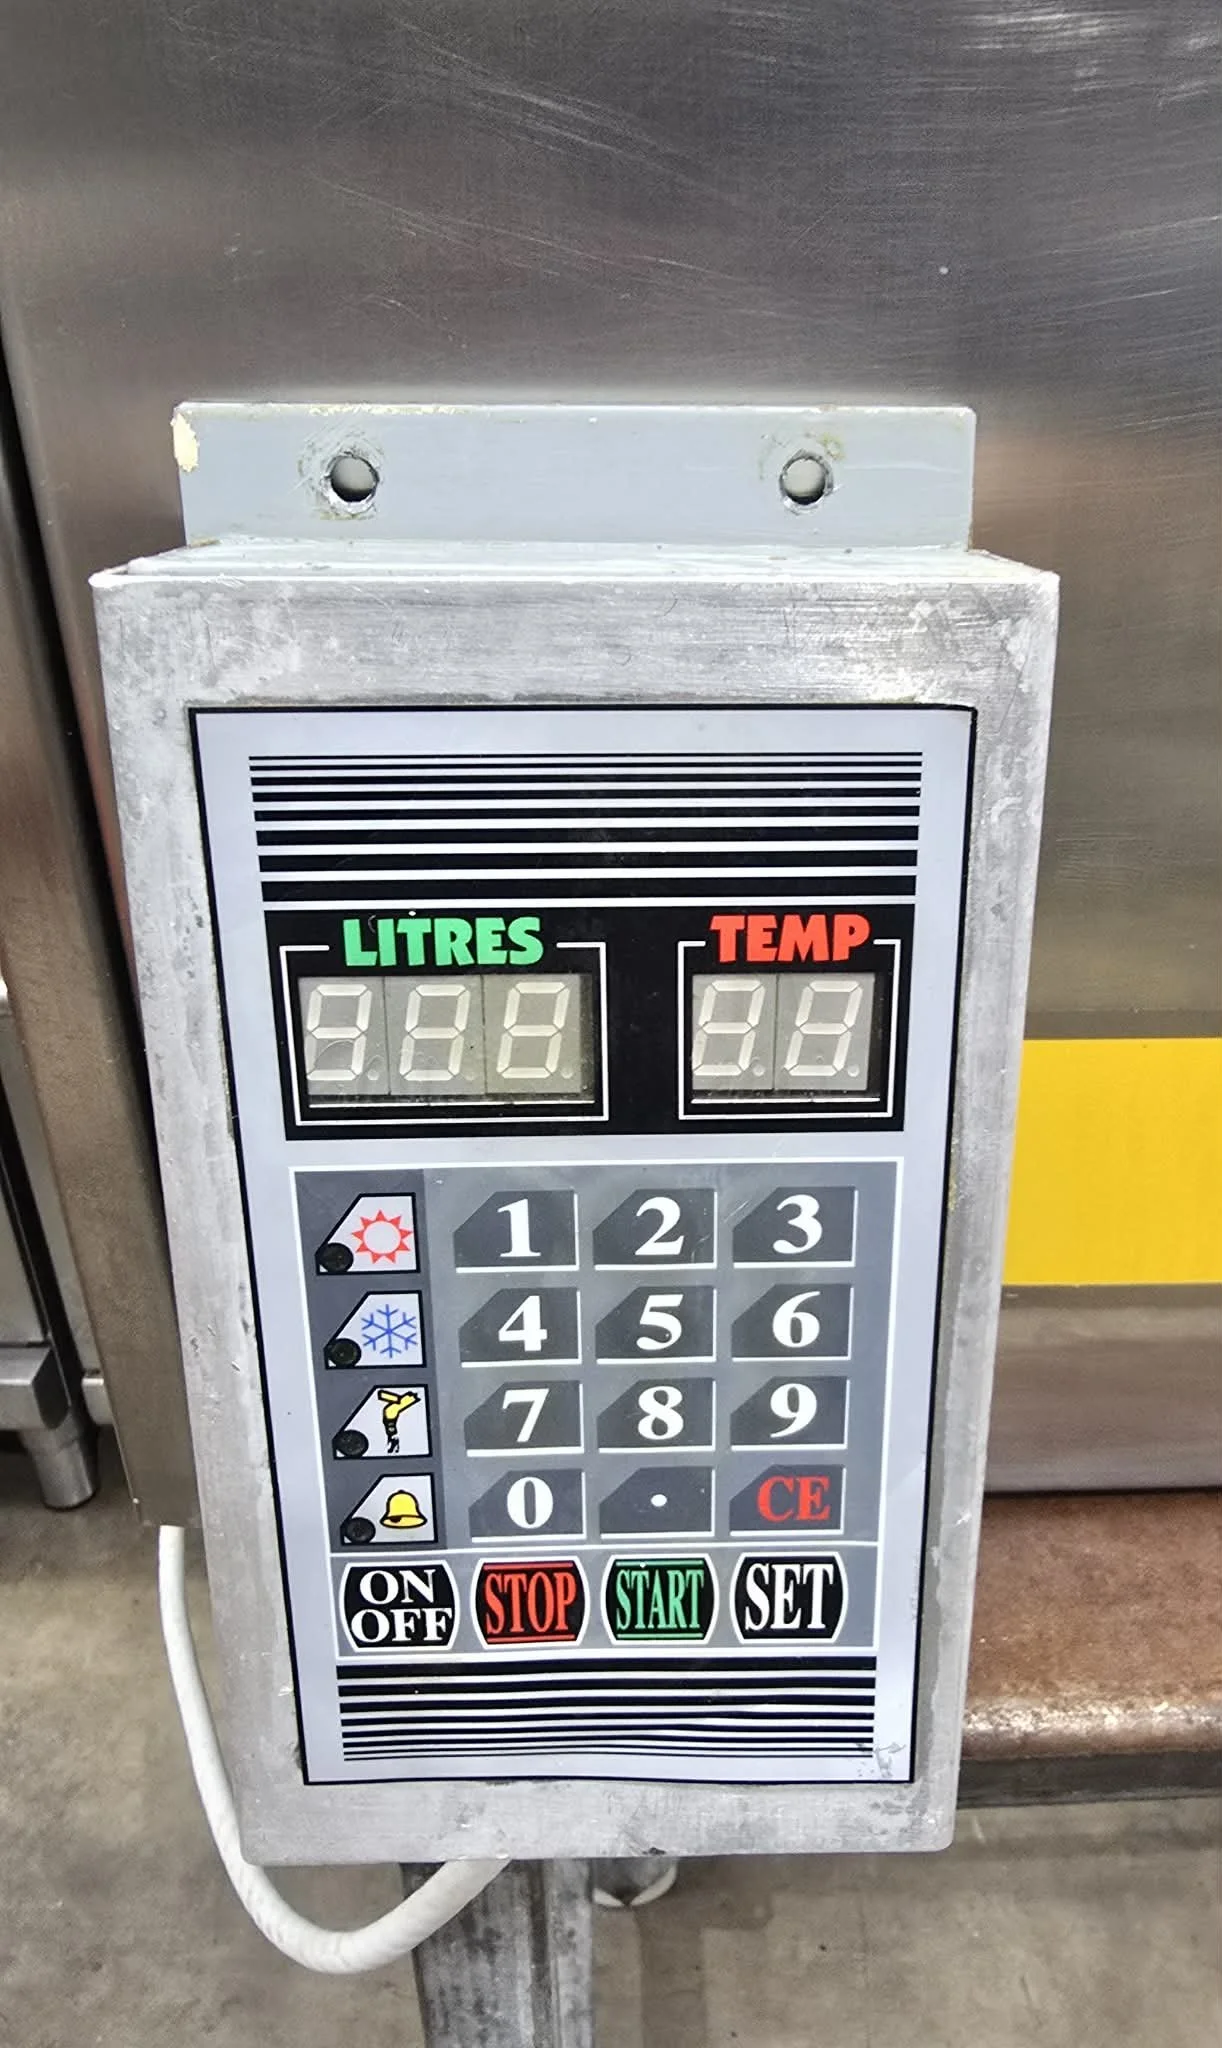 LITRES TEMP
1 2 3
4 5 6
7 8 9
0 . CE
ON OFF STOP START SET